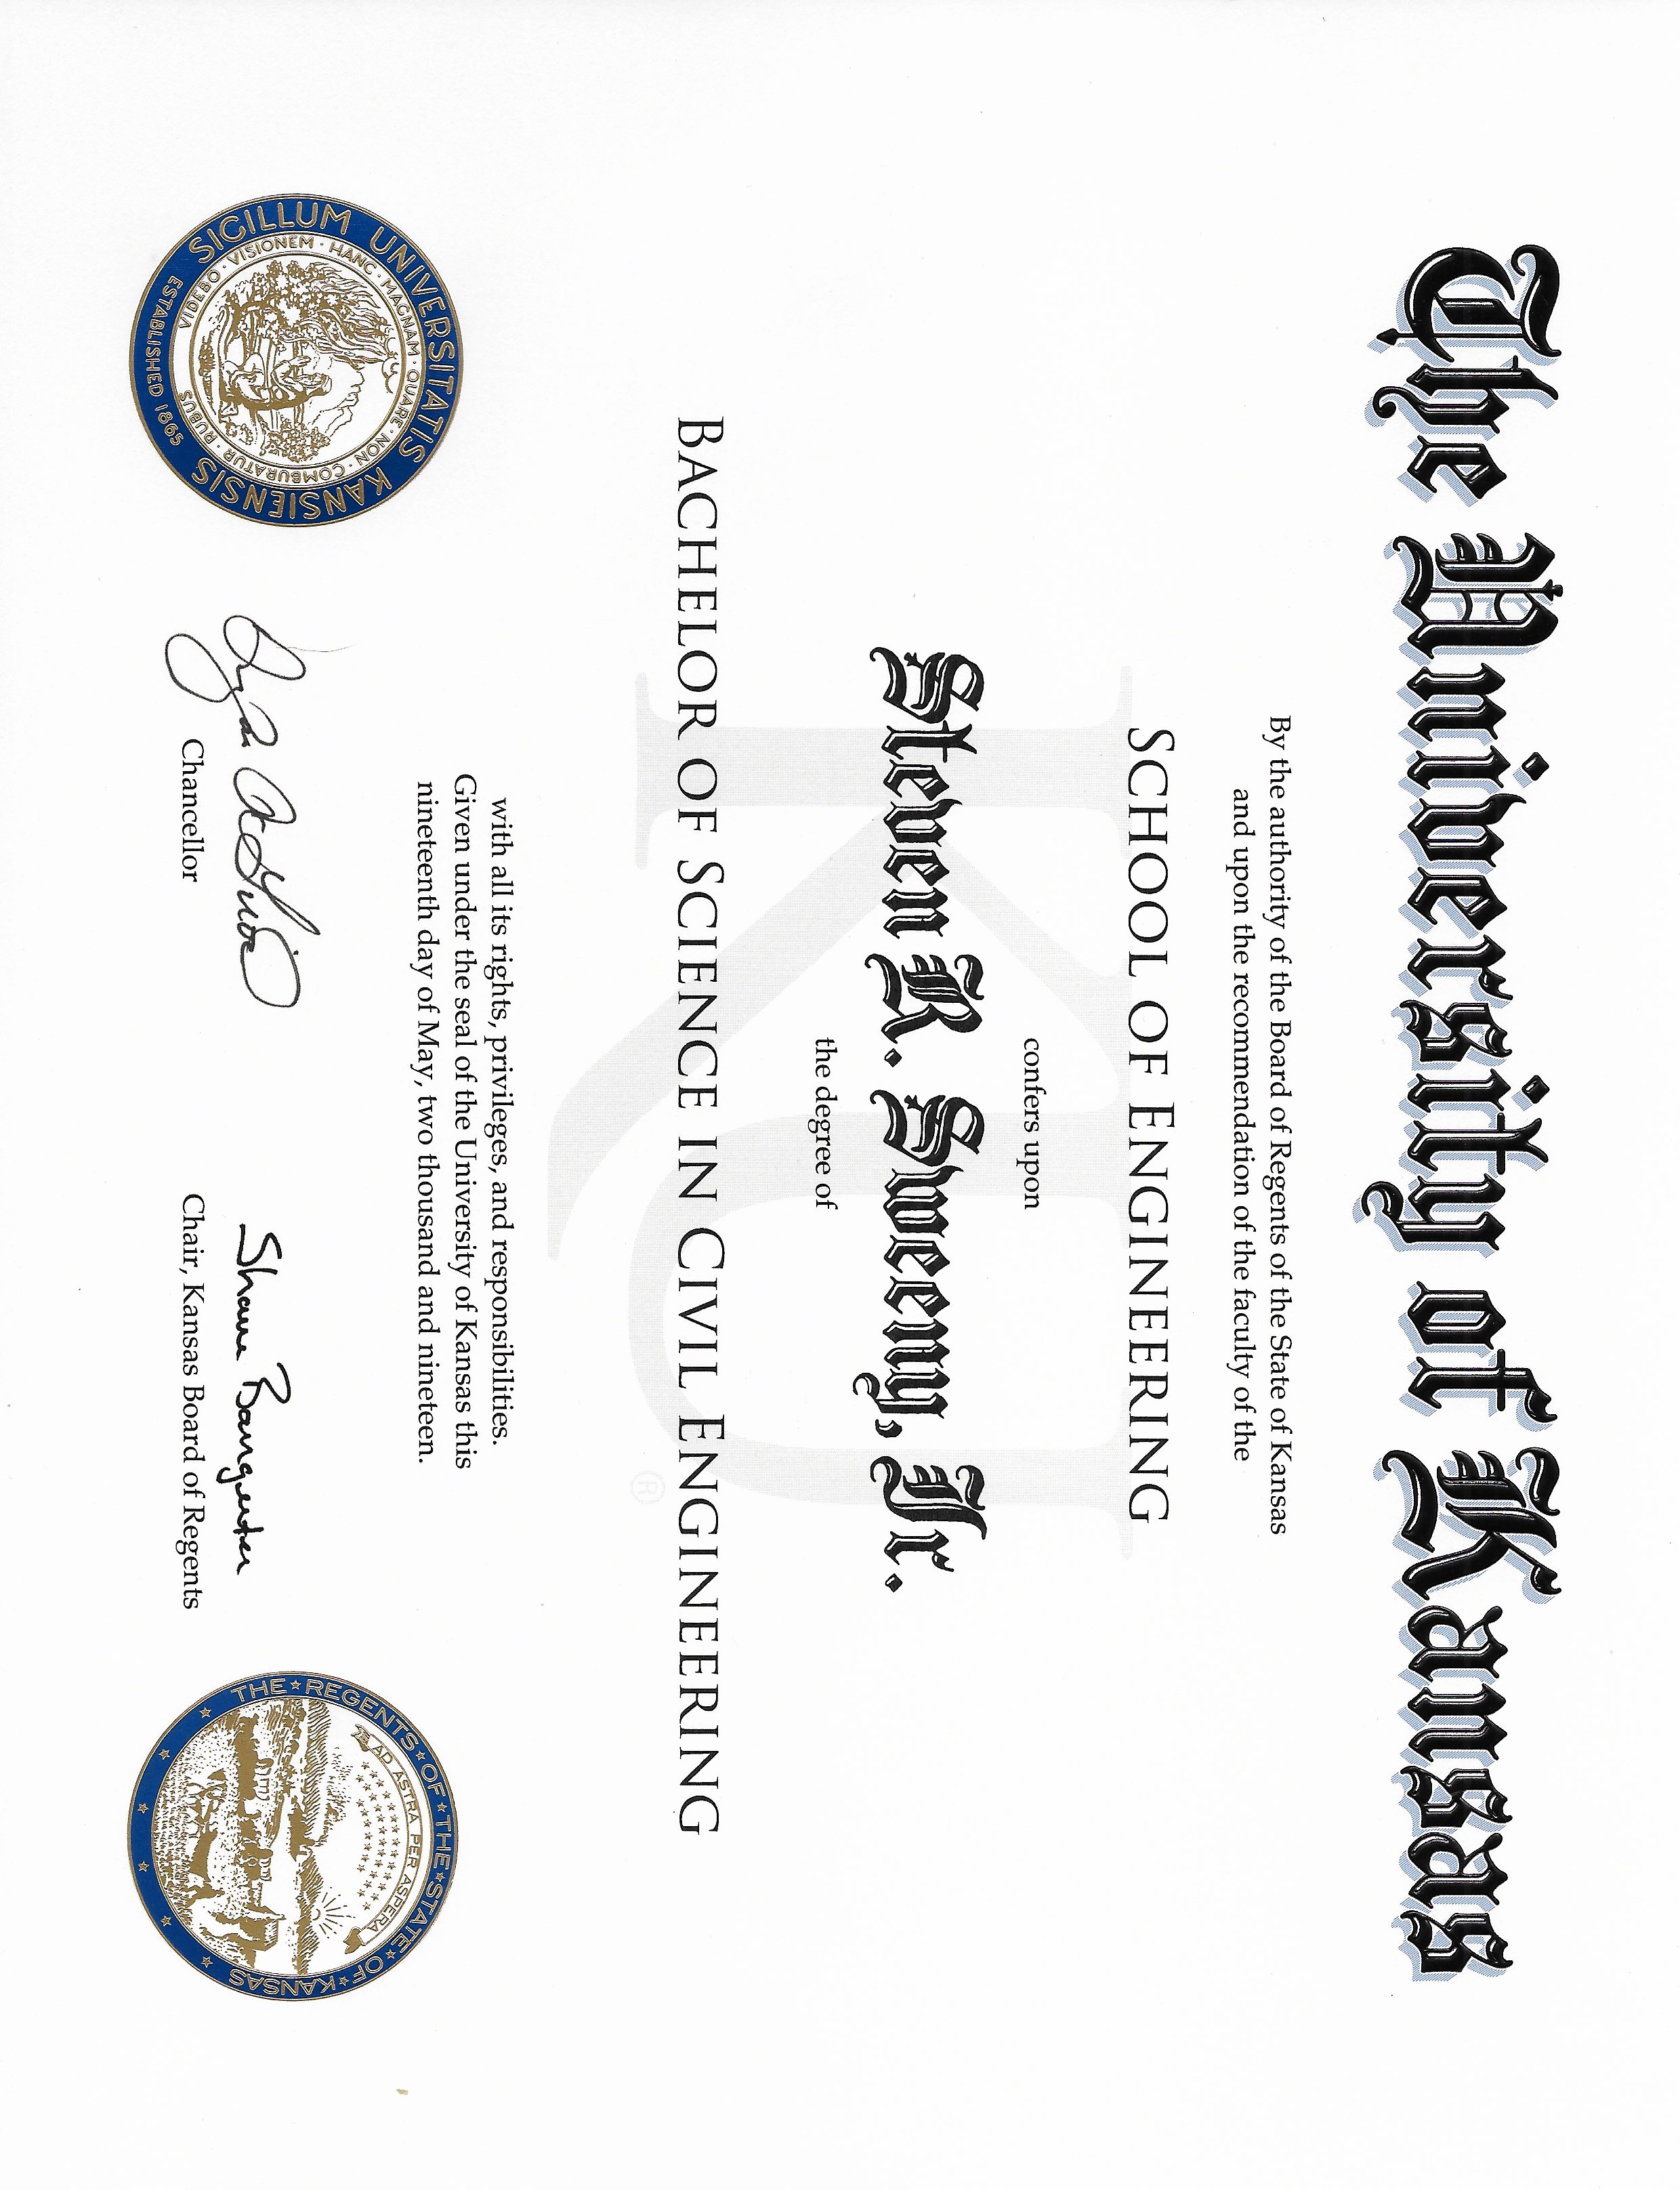 The University of Kansas
By the authority of the Board of Regents of the State of Kansas
and upon the recommendation of the faculty of the
SCHOOL OF ENGINEERING
KU
confers upon
Steven R. Sweeny, Jr.
the degree of
BACHELOR OF SCIENCE IN CIVIL ENGINEERING
®
with all its rights, privileges, and responsibilities.
Given under the seal of the University of Kansas this
nineteenth day of May, two thousand and nineteen.
SIGILLUM UNIVERSITATIS KANSIENSIS
VIDEBO · VISIONEM · HANC · MAGNAM · QUARE · NON · COMBURATUR · RUBUS
ESTABLISHED 1865
Chancellor
Shane Bangerter
Chair, Kansas Board of Regents
THE ★ REGENTS ★ OF ★ THE ★ STATE ★ OF ★ KANSAS
AD ASTRA PER ASPERA